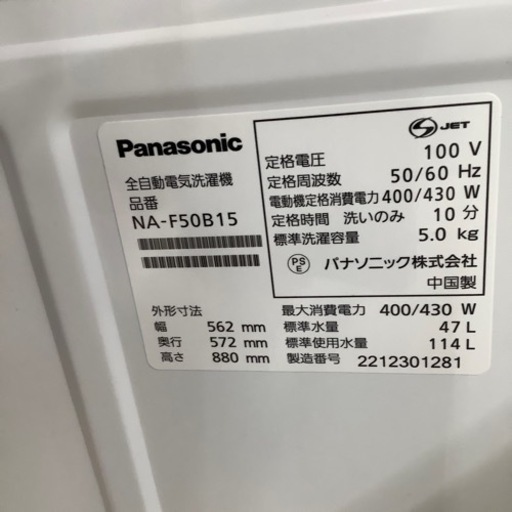 Panasonic
全自動電気洗濯機
品番
NA-F50B15
外形寸法
幅 562 mm
奥行 572 mm
高さ 880 mm
JET
定格電圧 100 V
定格周波数 50/60 Hz
電動機定格消費電力 400/430 W
定格時間 洗いのみ 10 分
標準洗濯容量 5.0 kg
PS E パナソニック株式会社
中国製
最大消費電力 400/430 W
標準水量 47 L
標準使用水量 114 L
製造番号 2212301281